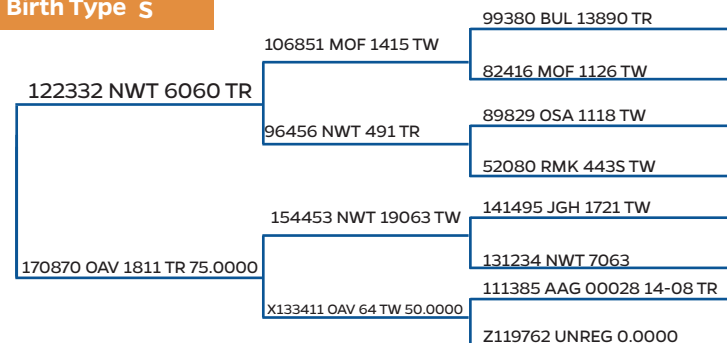 Birth Type S
99380 BUL 13890 TR
106851 MOF 1415 TW
82416 MOF 1126 TW
122332 NWT 6060 TR
89829 OSA 1118 TW
96456 NWT 491 TR
52080 RMK 443S TW
141495 JGH 1721 TW
154453 NWT 19063 TW
131234 NWT 7063
170870 OAV 1811 TR 75.0000
111385 AAG 00028 14-08 TR
X133411 OAV 64 TW 50.0000
Z119762 UNREG 0.0000